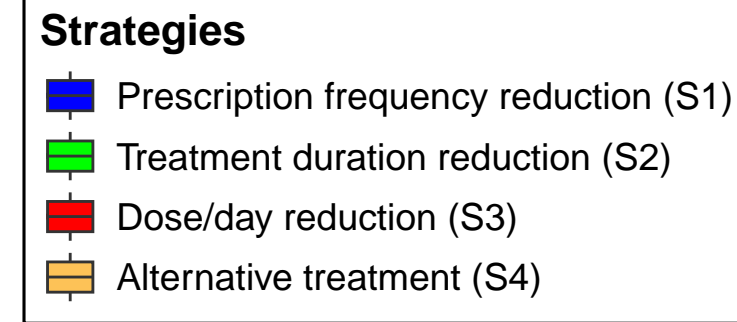 Strategies
Prescription frequency reduction (S1)
Treatment duration reduction (S2)
Dose/day reduction (S3)
Alternative treatment (S4)